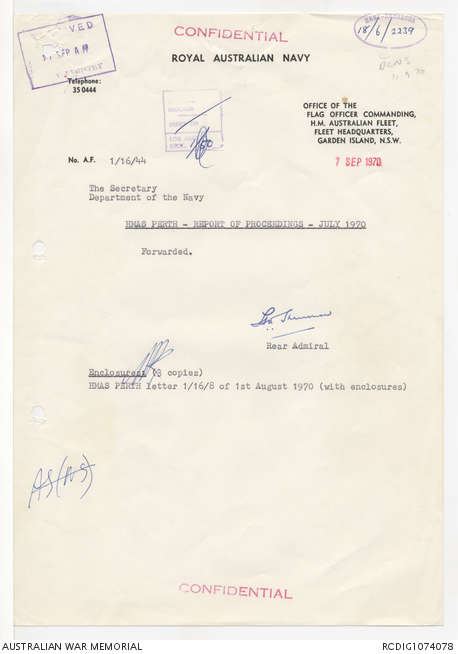 CONFIDENTIAL
18/6/2239
ROYAL AUSTRALIAN NAVY
Telephone:
35 0444
OFFICE OF THE
FLAG OFFICER COMMANDING,
H.M. AUSTRALIAN FLEET,
FLEET HEADQUARTERS,
GARDEN ISLAND, N.S.W.
7 SEP 1970
No. A.F. 1/16/44
The Secretary
Department of the Navy
HMAS PERTH - REPORT OF PROCEEDINGS - JULY 1970
Forwarded.
Rear Admiral
Enclosures: (3 copies)
HMAS PERTH letter 1/16/8 of 1st August 1970 (with enclosures)
CONFIDENTIAL
AUSTRALIAN WAR MEMORIAL
RCDIG1074078